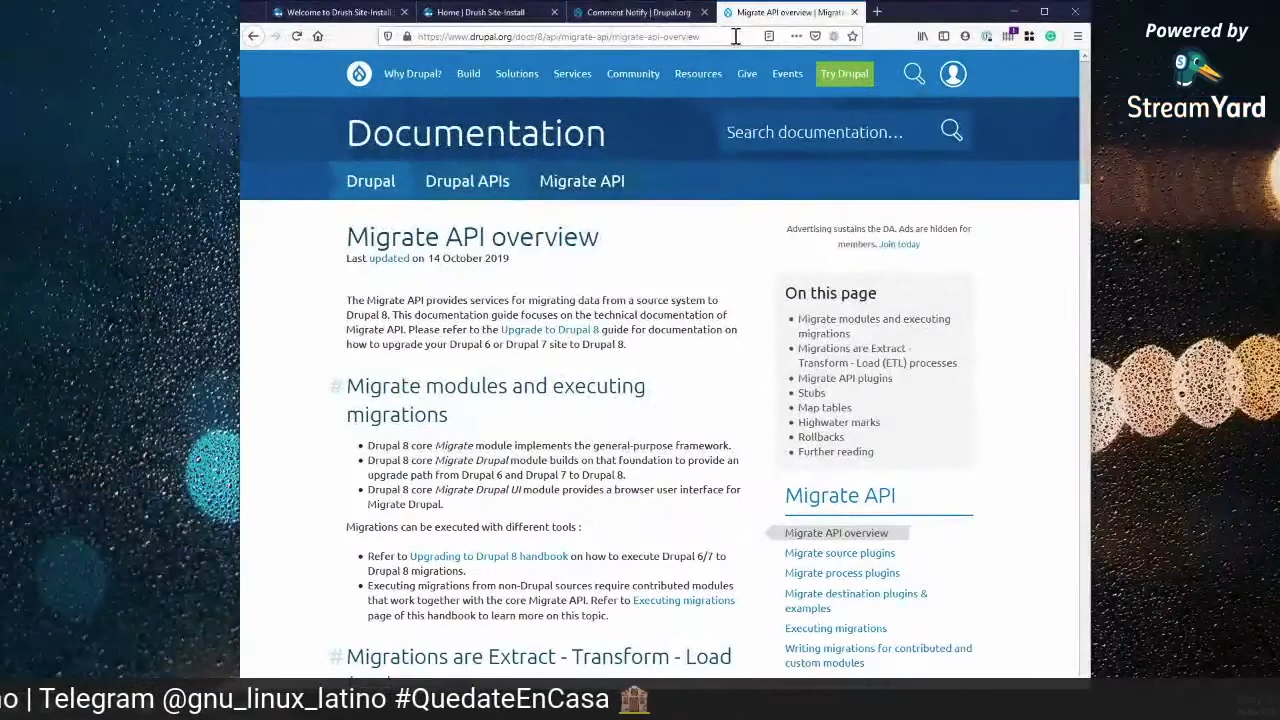 Welcome to Drush Site-Install
Home | Drush Site-Install
Comment Notify | Drupal.org
Migrate API overview | Migrate
https://www.drupal.org/docs/8/api/migrate-api/migrate-api-overview
Powered by
StreamYard
Why Drupal? Build Solutions Services Community Resources Give Events Try Drupal
Documentation
Search documentation…
Drupal Drupal APIs Migrate API
Migrate API overview
Last updated on 14 October 2019
The Migrate API provides services for migrating data from a source system to
Drupal 8. This documentation guide focuses on the technical documentation of
Migrate API. Please refer to the Upgrade to Drupal 8 guide for documentation on
how to upgrade your Drupal 6 or Drupal 7 site to Drupal 8.
# Migrate modules and executing
migrations
• Drupal 8 core Migrate module implements the general-purpose framework.
• Drupal 8 core Migrate Drupal module builds on that foundation to provide an
upgrade path from Drupal 6 and Drupal 7 to Drupal 8.
• Drupal 8 core Migrate Drupal UI module provides a browser user interface for
Migrate Drupal.
Migrations can be executed with different tools :
• Refer to Upgrading to Drupal 8 handbook on how to execute Drupal 6/7 to
Drupal 8 migrations.
• Executing migrations from non-Drupal sources require contributed modules
that work together with the core Migrate API. Refer to Executing migrations
page of this handbook to learn more on this topic.
# Migrations are Extract - Transform - Load
Advertising sustains the DA. Ads are hidden for
members. Join today
On this page
• Migrate modules and executing
migrations
• Migrations are Extract -
Transform - Load (ETL) processes
• Migrate API plugins
• Stubs
• Map tables
• Highwater marks
• Rollbacks
• Further reading
Migrate API
Migrate API overview
Migrate source plugins
Migrate process plugins
Migrate destination plugins &
examples
Executing migrations
Writing migrations for contributed and
custom modules
no | Telegram @gnu_linux_latino #QuedateEnCasa